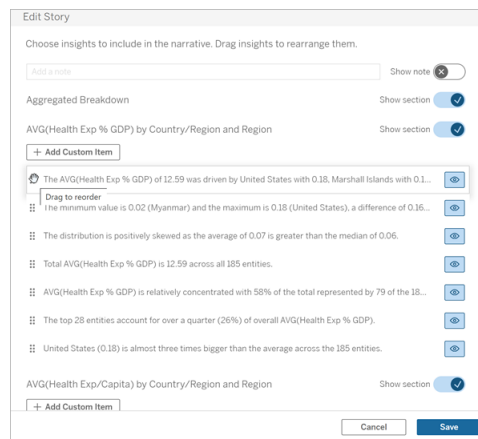 Edit Story
Choose insights to include in the narrative. Drag insights to rearrange them.
Add a note
Show note
Aggregated Breakdown
Show section
AVG(Health Exp % GDP) by Country/Region and Region
Show section
+ Add Custom Item
The AVG(Health Exp % GDP) of 12.59 was driven by United States with 0.18, Marshall Islands with 0.1...
Drag to reorder
The minimum value is 0.02 (Myanmar) and the maximum is 0.18 (United States), a difference of 0.16...
The distribution is positively skewed as the average of 0.07 is greater than the median of 0.06.
Total AVG(Health Exp % GDP) is 12.59 across all 185 entities.
AVG(Health Exp % GDP) is relatively concentrated with 58% of the total represented by 79 of the 18...
The top 28 entities account for over a quarter (26%) of overall AVG(Health Exp % GDP).
United States (0.18) is almost three times bigger than the average across the 185 entities.
AVG(Health Exp/Capita) by Country/Region and Region
Show section
+ Add Custom Item
Cancel
Save